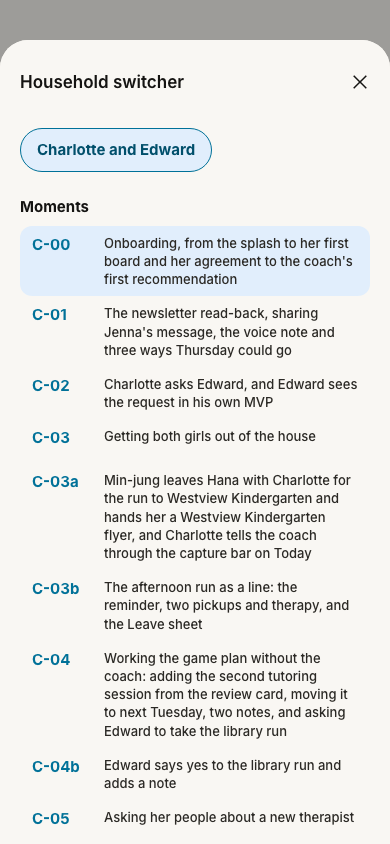 Household switcher
Charlotte and Edward
Moments
C-00
Onboarding, from the splash to her first
board and her agreement to the coach's
first recommendation
C-01
The newsletter read-back, sharing
Jenna's message, the voice note and
three ways Thursday could go
C-02
Charlotte asks Edward, and Edward sees
the request in his own MVP
C-03
Getting both girls out of the house
C-03a
Min-jung leaves Hana with Charlotte for
the run to Westview Kindergarten and
hands her a Westview Kindergarten
flyer, and Charlotte tells the coach
through the capture bar on Today
C-03b
The afternoon run as a line: the
reminder, two pickups and therapy, and
the Leave sheet
C-04
Working the game plan without the
coach: adding the second tutoring
session from the review card, moving it
to next Tuesday, two notes, and asking
Edward to take the library run
C-04b
Edward says yes to the library run and
adds a note
C-05
Asking her people about a new therapist